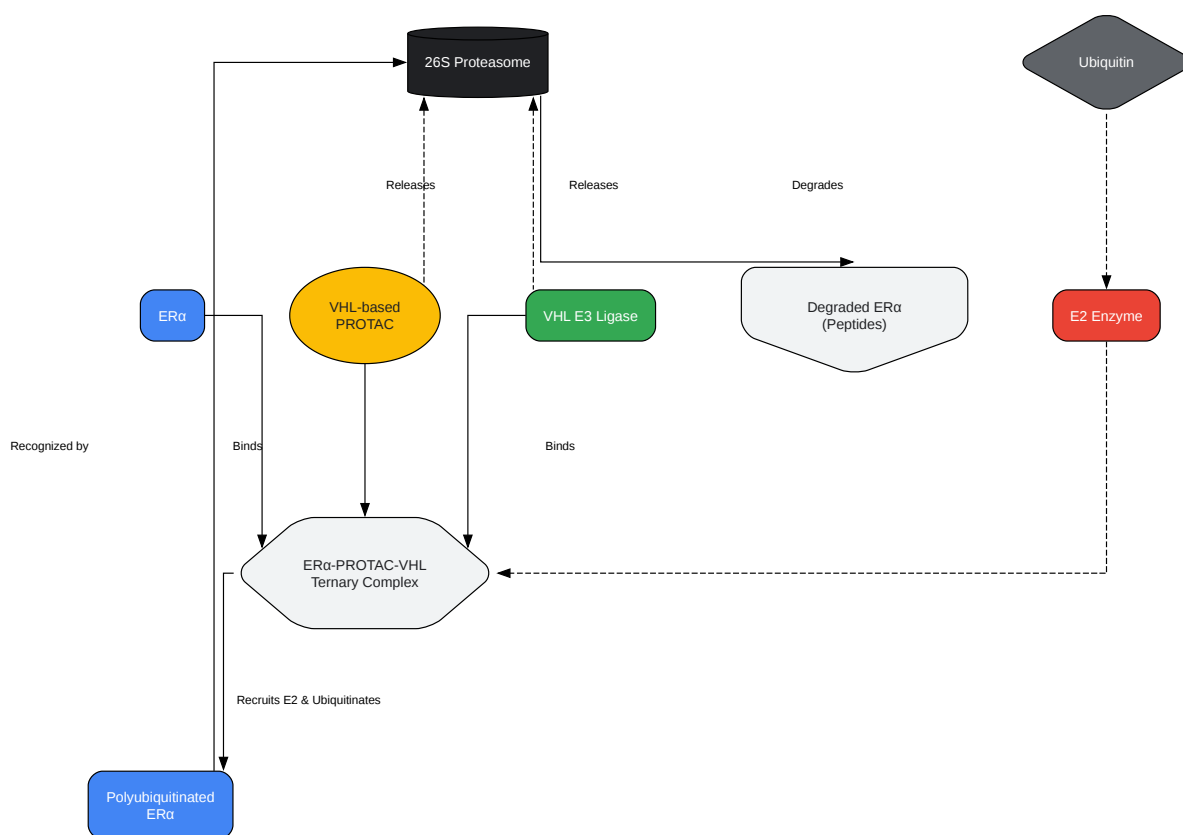 26S Proteasome
Ubiquitin
Releases
Releases
Degrades
ERα
VHL-based
PROTAC
VHL E3 Ligase
Degraded ERα
(Peptides)
E2 Enzyme
Recognized by
Binds
Binds
ERα-PROTAC-VHL
Ternary Complex
Recruits E2 & Ubiquitinates
Polyubiquitinated
ERα